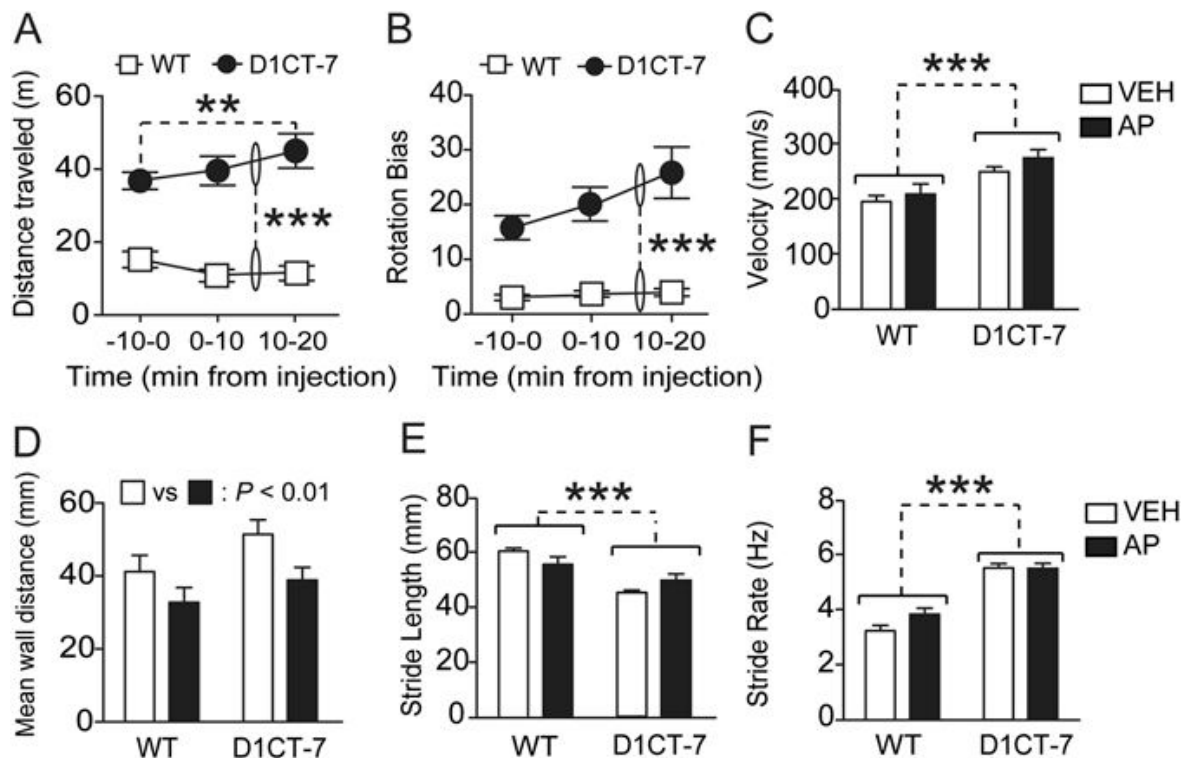 A
WT D1CT-7
Distance traveled (m)
60
40
20
0
**
***
-10-0 0-10 10-20
Time (min from injection)
B
WT D1CT-7
Rotation Bias
40
30
20
10
0
***
-10-0 0-10 10-20
Time (min from injection)
C
Velocity (mm/s)
400
300
200
100
0
***
VEH
AP
WT D1CT-7
D
Mean wall distance (mm)
vs : P < 0.01
60
40
20
0
WT D1CT-7
E
Stride Length (mm)
80
60
40
20
0
***
WT D1CT-7
F
Stride Rate (Hz)
8
6
4
2
0
***
VEH
AP
WT D1CT-7